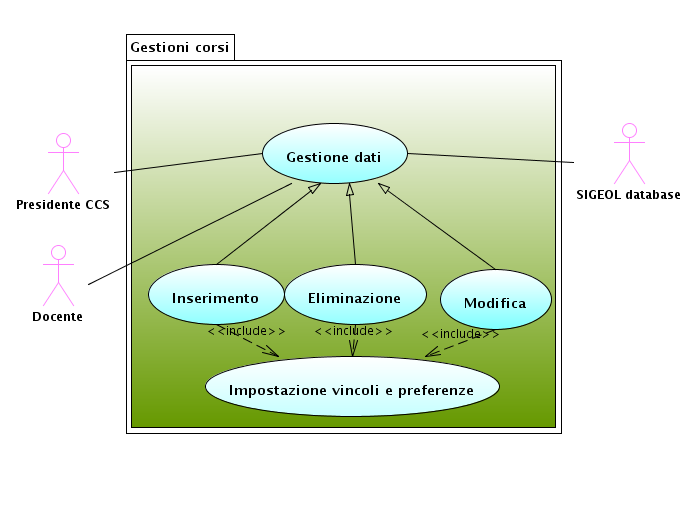 Gestioni corsi
Gestione dati
Presidente CCS
SIGEOL database
Docente
Inserimento
Eliminazione
Modifica
<<include>>
<<include>>
<<include>>
Impostazione vincoli e preferenze